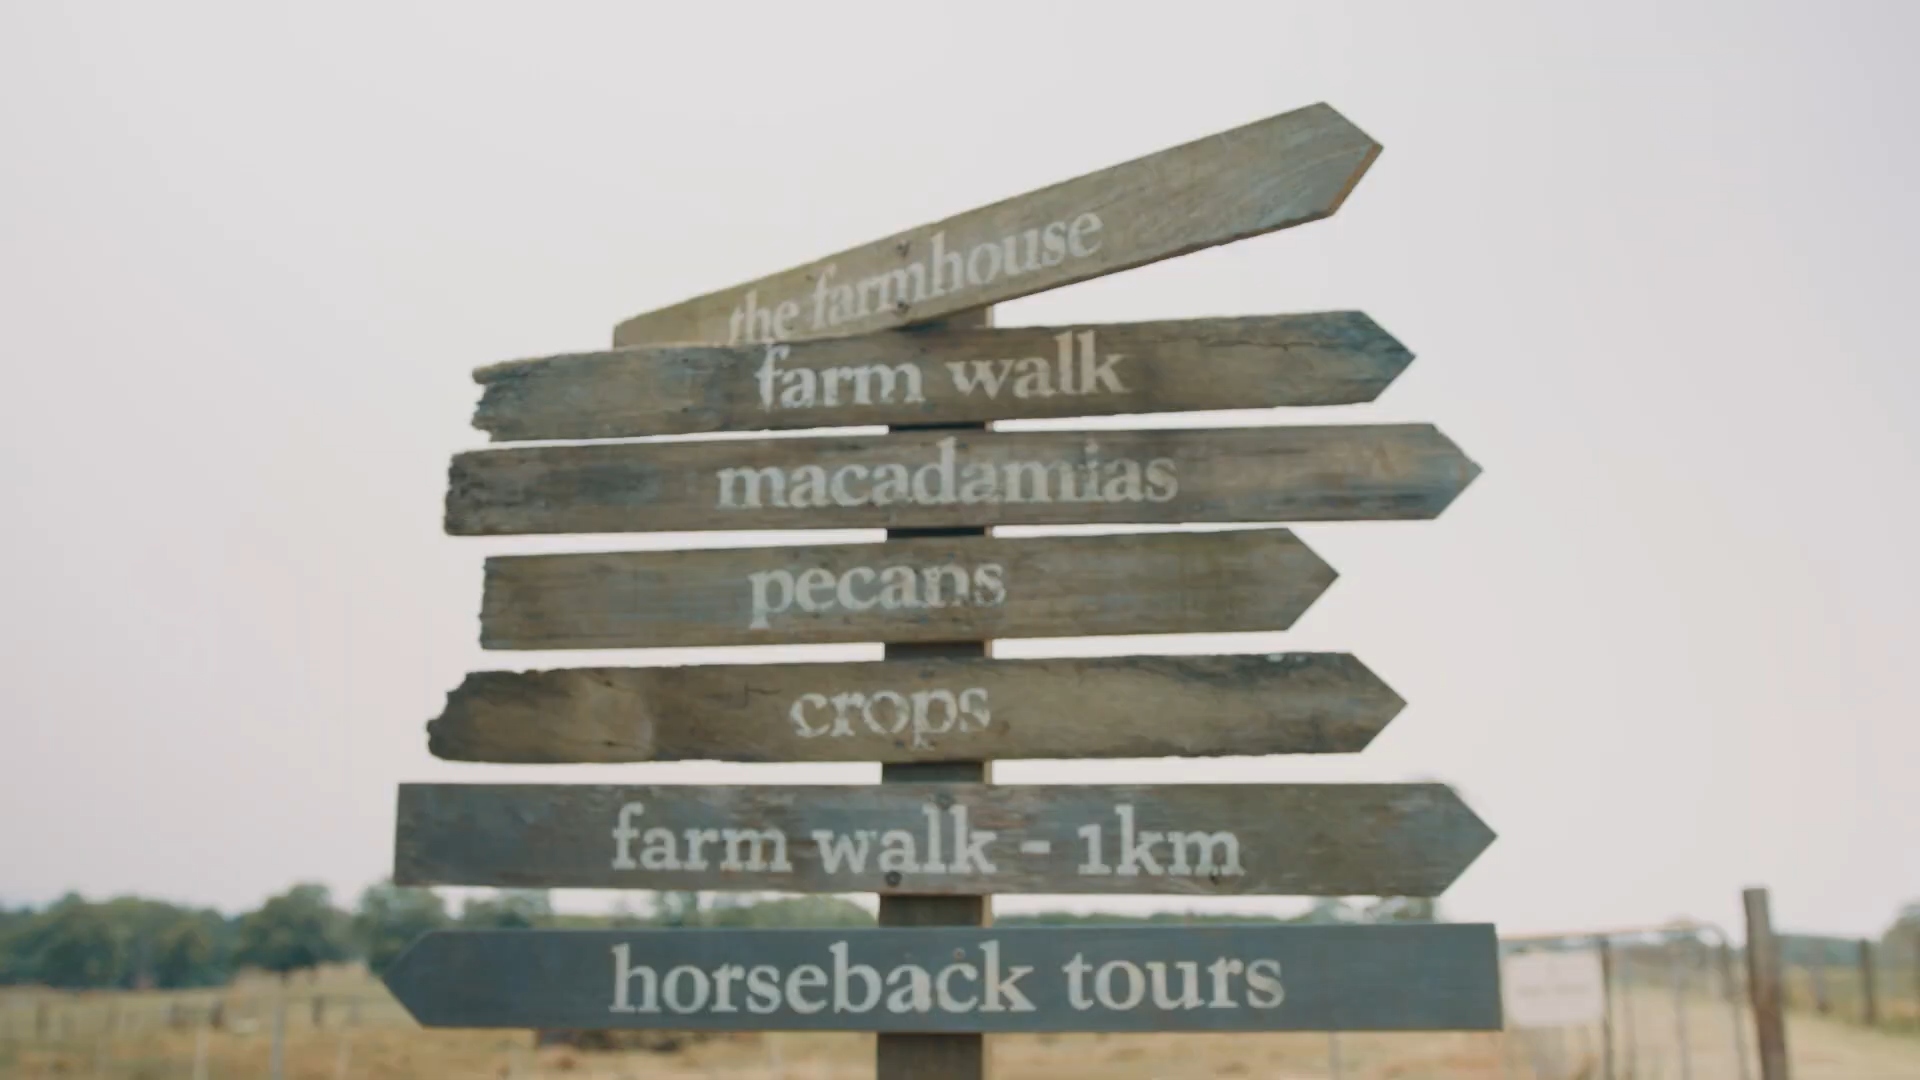 the farmhouse
farm walk
macadamias
pecans
crops
farm walk - 1km
horseback tours